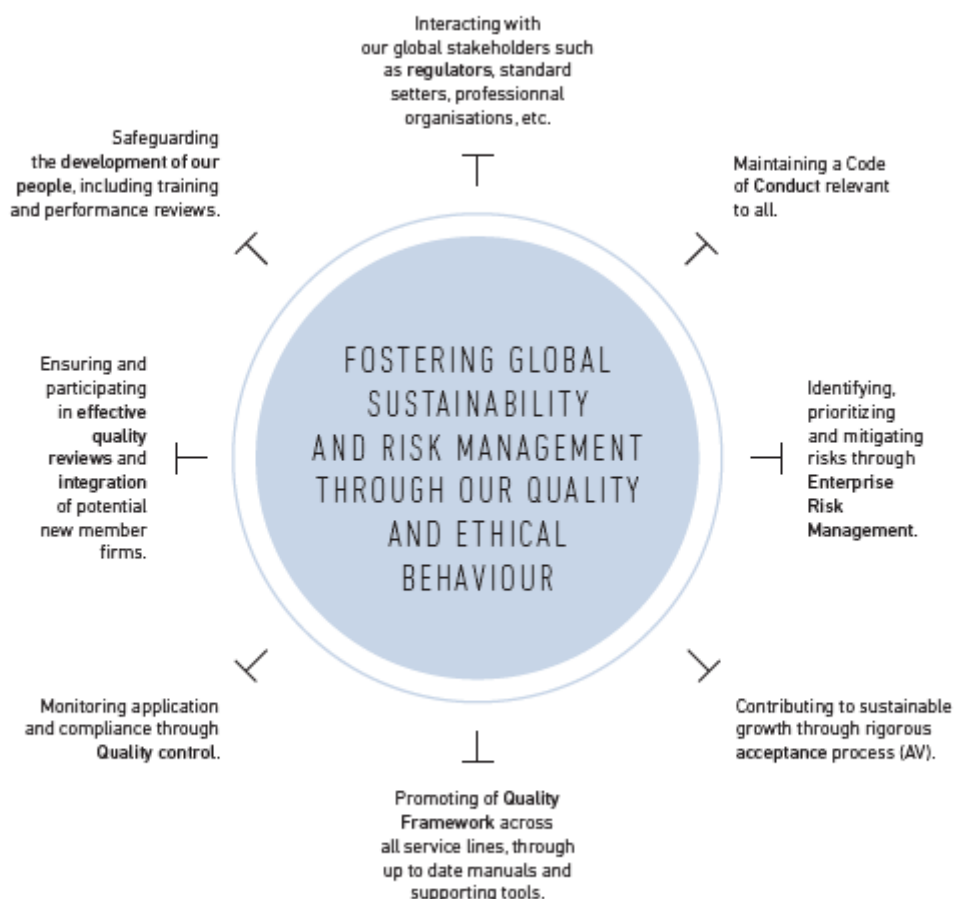 Interacting with
our global stakeholders such
as regulators, standard
setters, professionnal
organisations, etc.
Safeguarding
the development of our
people, including training
and performance reviews.
Maintaining a Code
of Conduct relevant
to all.
Ensuring and
participating
in effective
quality
reviews and
integration
of potential
new member
firms.
FOSTERING GLOBAL
SUSTAINABILITY
AND RISK MANAGEMENT
THROUGH OUR QUALITY
AND ETHICAL
BEHAVIOUR
Identifying,
prioritizing
and mitigating
risks through
Enterprise
Risk
Management.
Monitoring application
and compliance through
Quality control.
Contributing to sustainable
growth through rigorous
acceptance process (AV).
Promoting of Quality
Framework across
all service lines, through
up to date manuals and
supporting tools.